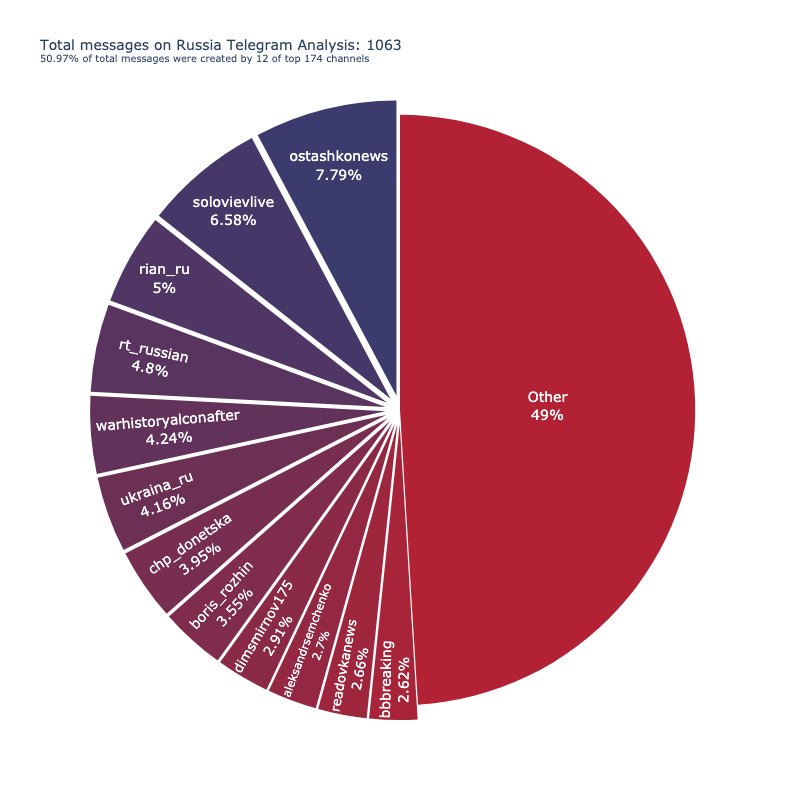 Total messages on Russia Telegram Analysis: 1063
50.97% of total messages were created by 12 of top 174 channels
ostashkonews
7.79%
solovievlive
6.58%
rian_ru
5%
rt_russian
4.8%
warhistoryalconafter
4.24%
ukraina_ru
4.16%
chp_donetska
3.95%
boris_rozhin
3.55%
dimsmirnov175
2.91%
aleksandrsemchenko
2.7%
readovkanews
2.66%
bbbreaking
2.62%
Other
49%